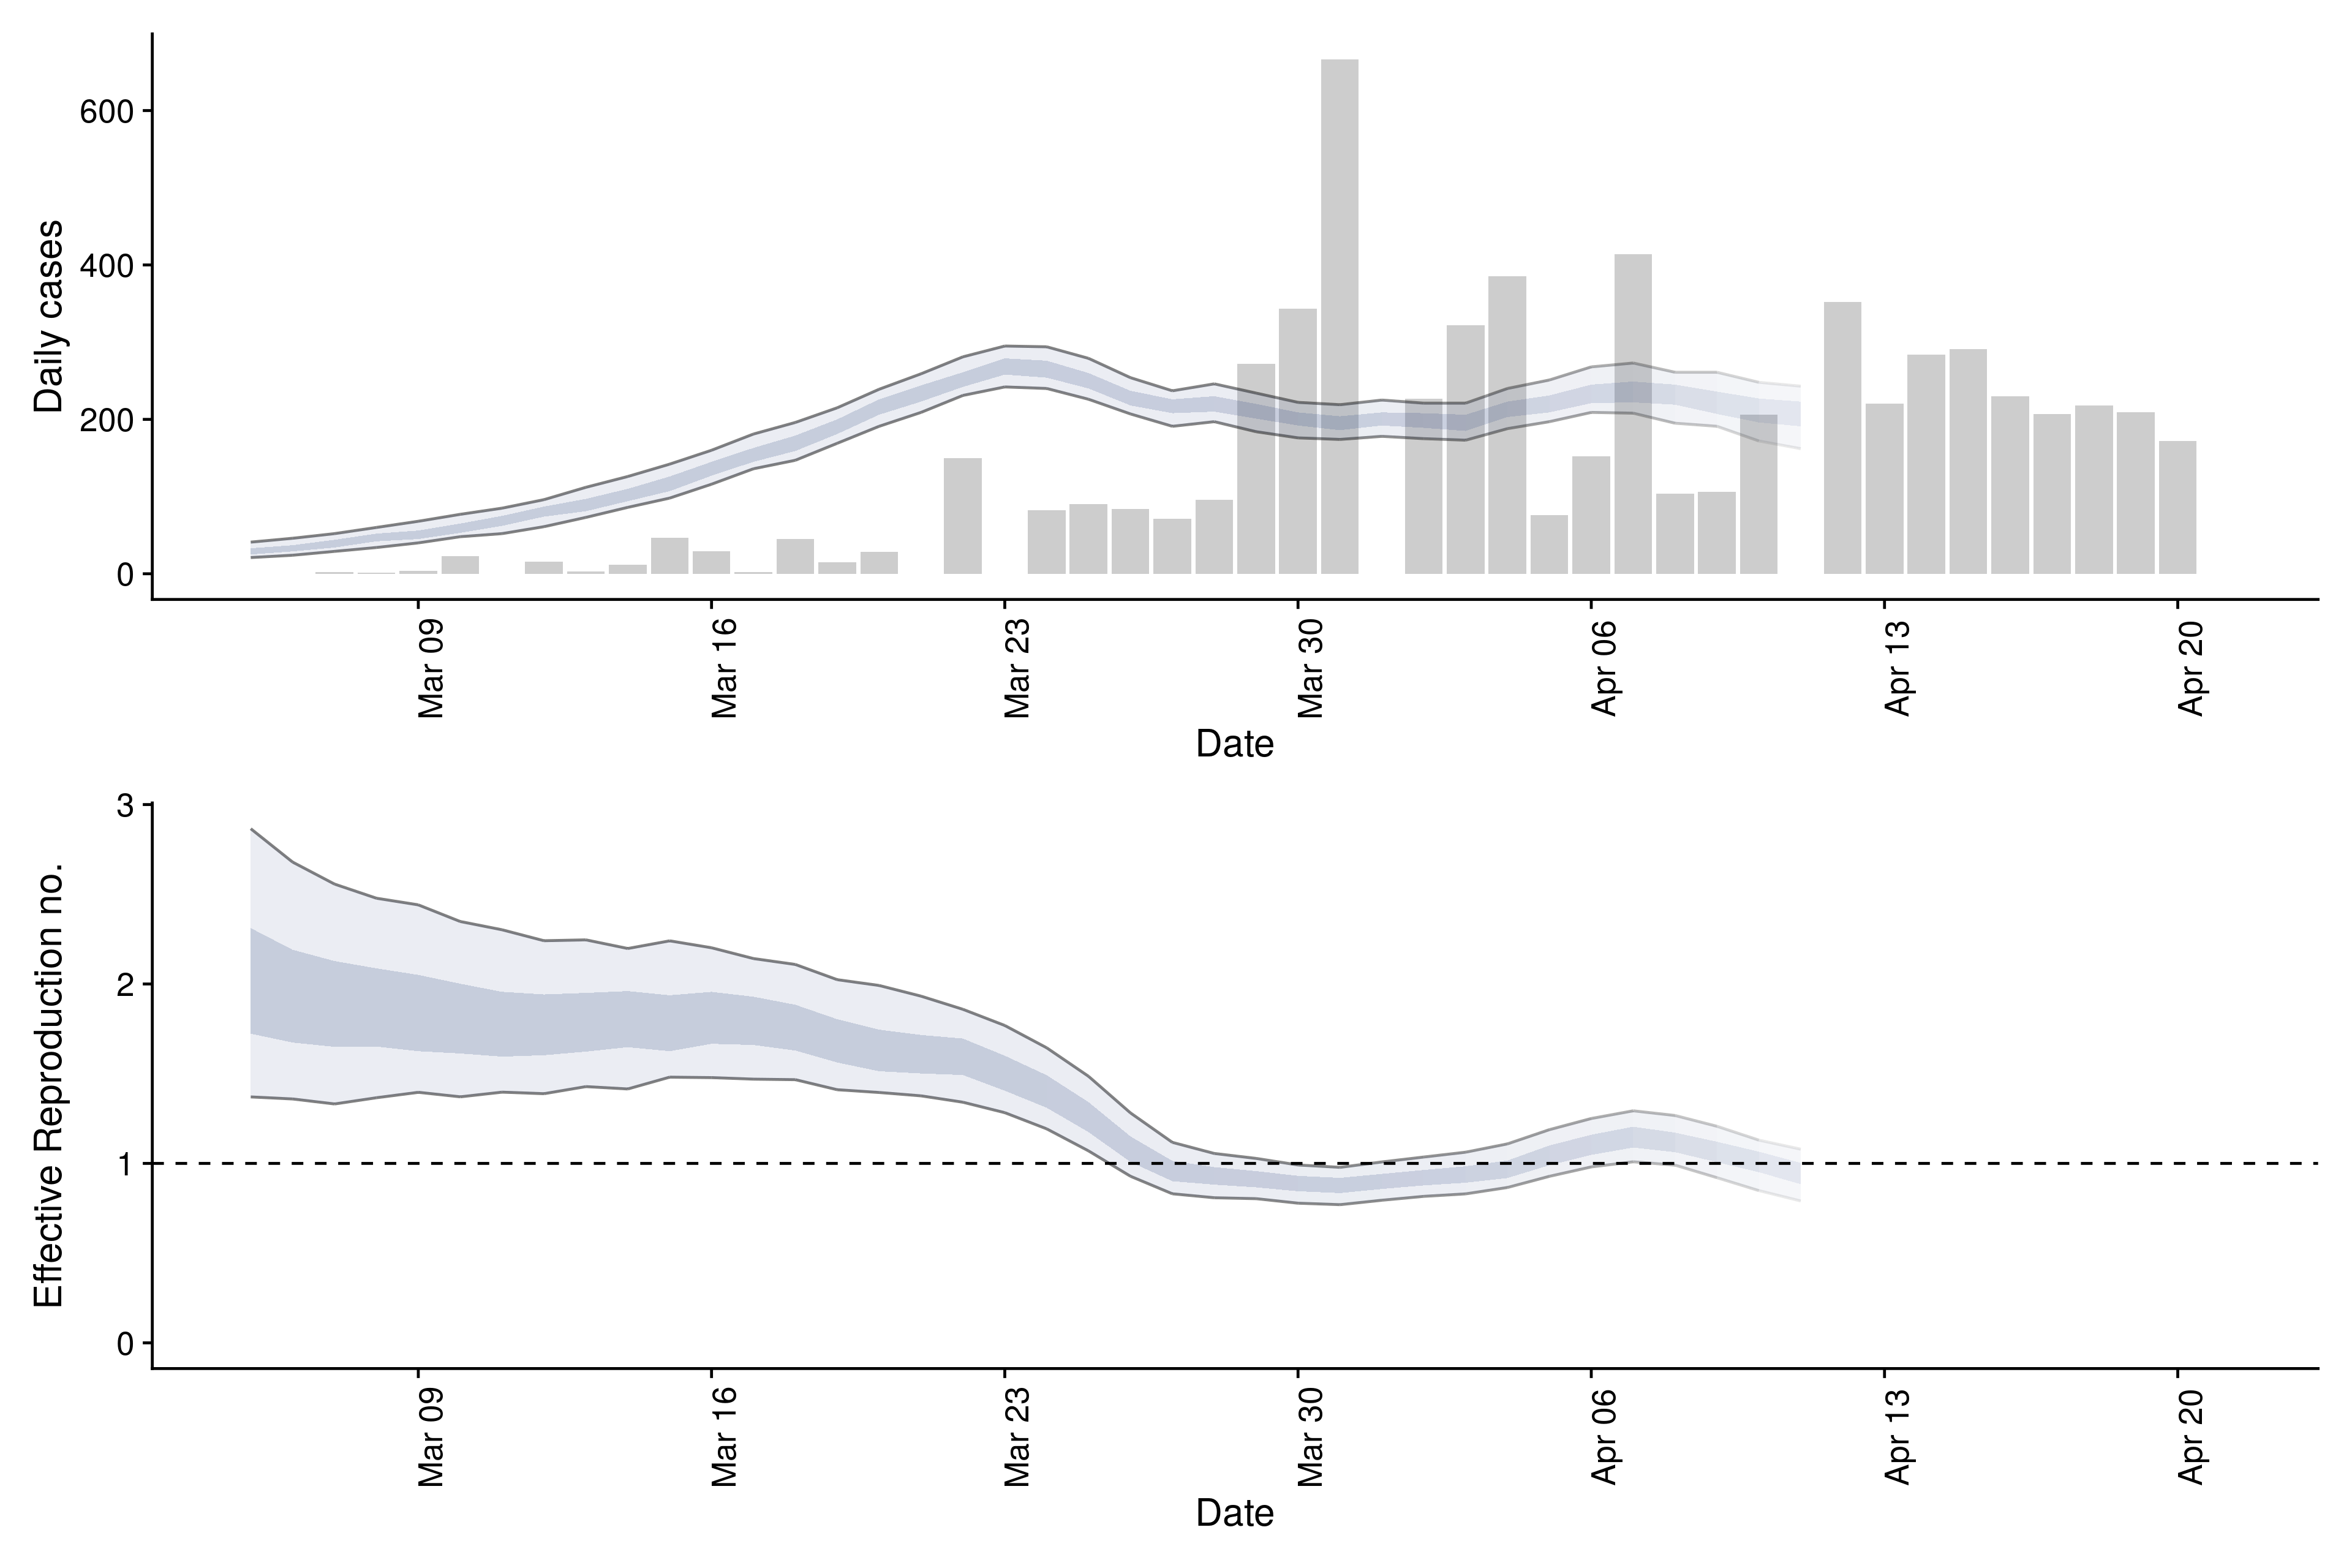 Daily cases
600
400
200
0
Mar 09
Mar 16
Mar 23
Mar 30
Apr 06
Apr 13
Apr 20
Date
Effective Reproduction no.
3
2
1
0
Mar 09
Mar 16
Mar 23
Mar 30
Apr 06
Apr 13
Apr 20
Date